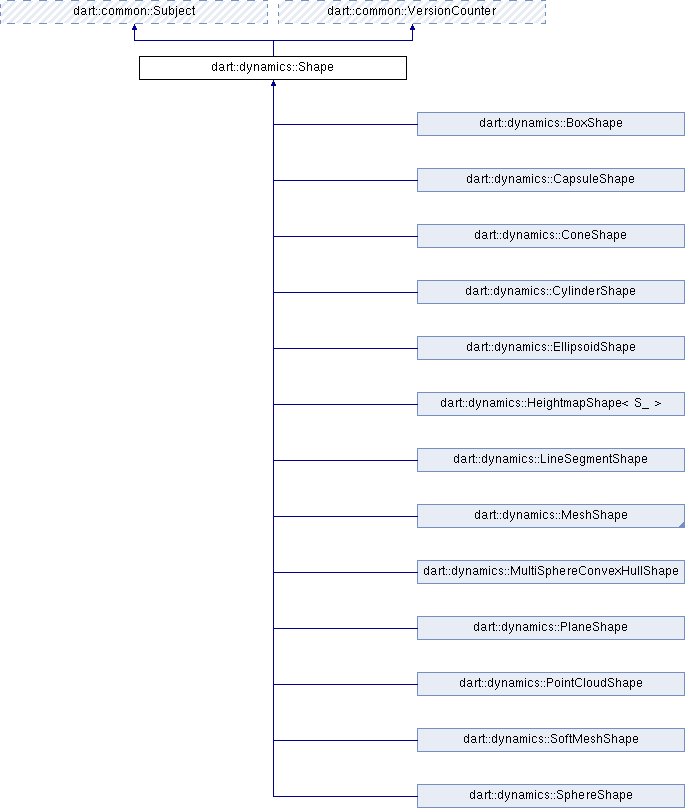 dart::common::Subject
dart::common::VersionCounter
dart::dynamics::Shape
dart::dynamics::BoxShape
dart::dynamics::CapsuleShape
dart::dynamics::ConeShape
dart::dynamics::CylinderShape
dart::dynamics::EllipsoidShape
dart::dynamics::HeightmapShape< S_ >
dart::dynamics::LineSegmentShape
dart::dynamics::MeshShape
dart::dynamics::MultiSphereConvexHullShape
dart::dynamics::PlaneShape
dart::dynamics::PointCloudShape
dart::dynamics::SoftMeshShape
dart::dynamics::SphereShape